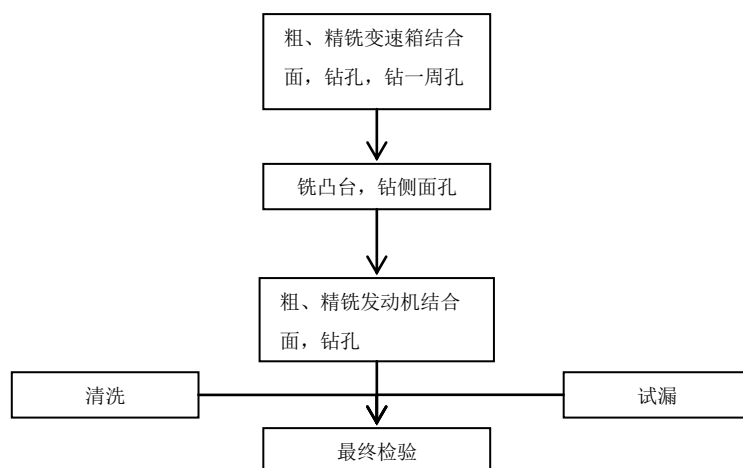 粗、精铣变速箱结合
面，钻孔，钻一周孔
铣凸台，钻侧面孔
粗、精铣发动机结合
面，钻孔
清洗
试漏
最终检验